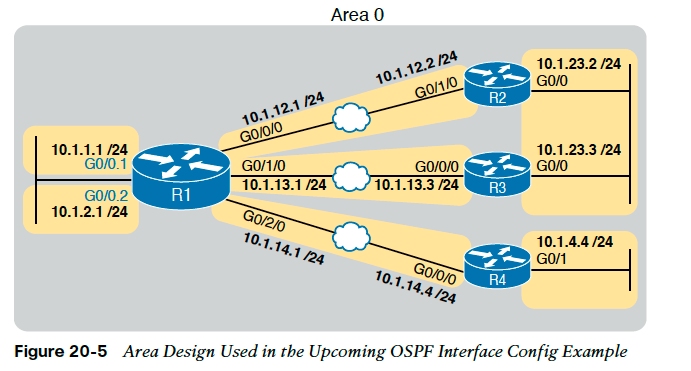 Area 0
10.1.12.1 /24
G0/0/0
10.1.12.2 /24
G0/1/0
R2
10.1.23.2 /24
G0/0
10.1.1.1 /24
G0/0.1
G0/0.2
10.1.2.1 /24
R1
G0/1/0
10.1.13.1 /24
G0/0/0
10.1.13.3 /24
R3
10.1.23.3 /24
G0/0
G0/2/0
10.1.14.1 /24
G0/0/0
10.1.14.4 /24
R4
10.1.4.4 /24
G0/1
Figure 20-5 Area Design Used in the Upcoming OSPF Interface Config Example